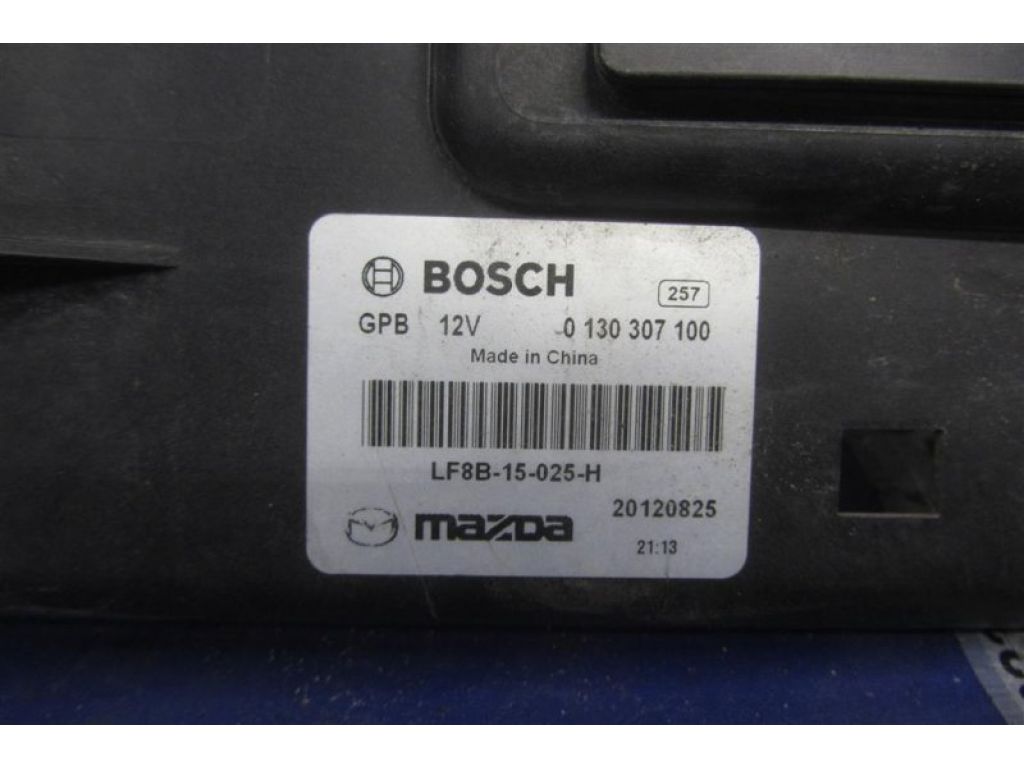 BOSCH
257
GPB 12V 0 130 307 100
Made in China
LF8B-15-025-H
20120825
mazda
21:13